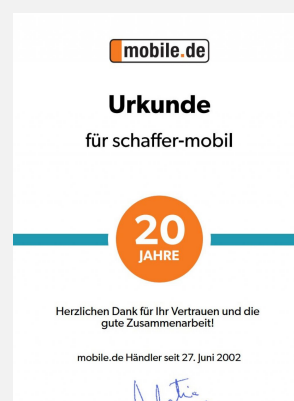 mobile.de
Urkunde
für schaffer-mobil
20
JAHRE
Herzlichen Dank für Ihr Vertrauen und die
gute Zusammenarbeit!
mobile.de Händler seit 27. Juni 2002